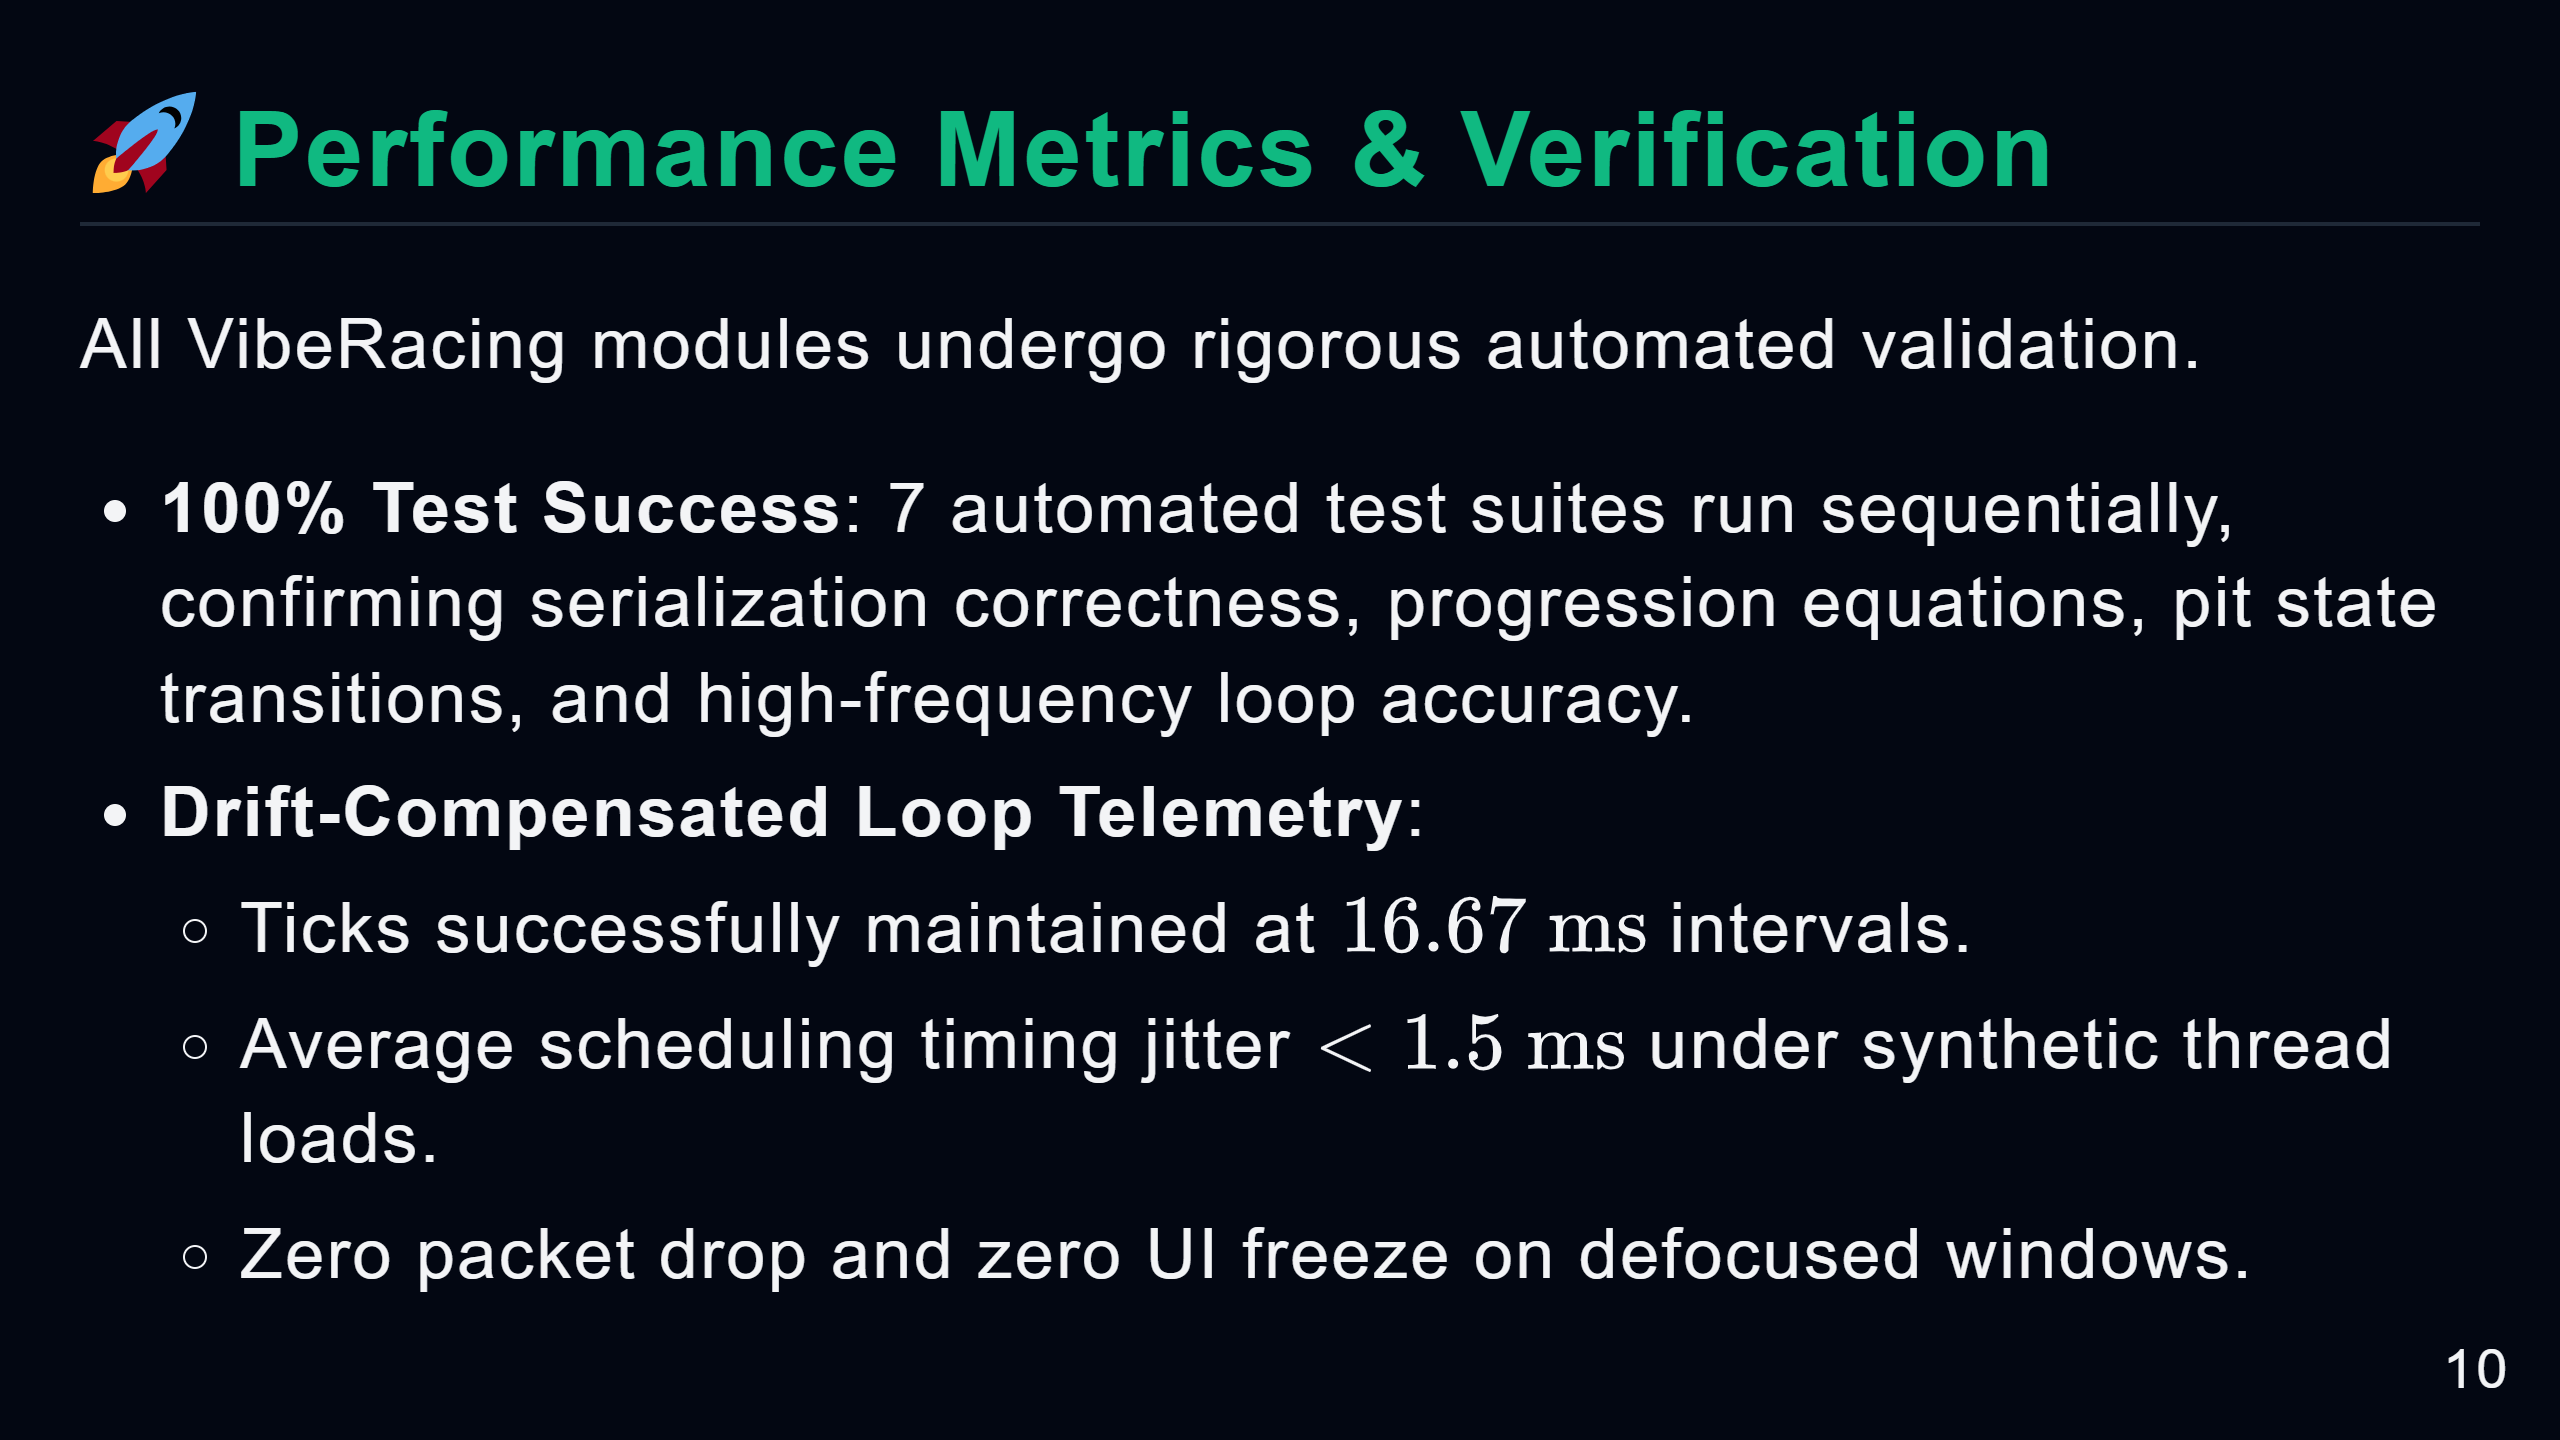 🚀 Performance Metrics & Verification
All VibeRacing modules undergo rigorous automated validation.
• 100% Test Success: 7 automated test suites run sequentially,
confirming serialization correctness, progression equations, pit state
transitions, and high-frequency loop accuracy.
• Drift-Compensated Loop Telemetry:
○ Ticks successfully maintained at 16.67 ms intervals.
○ Average scheduling timing jitter < 1.5 ms under synthetic thread
loads.
○ Zero packet drop and zero UI freeze on defocused windows.
10